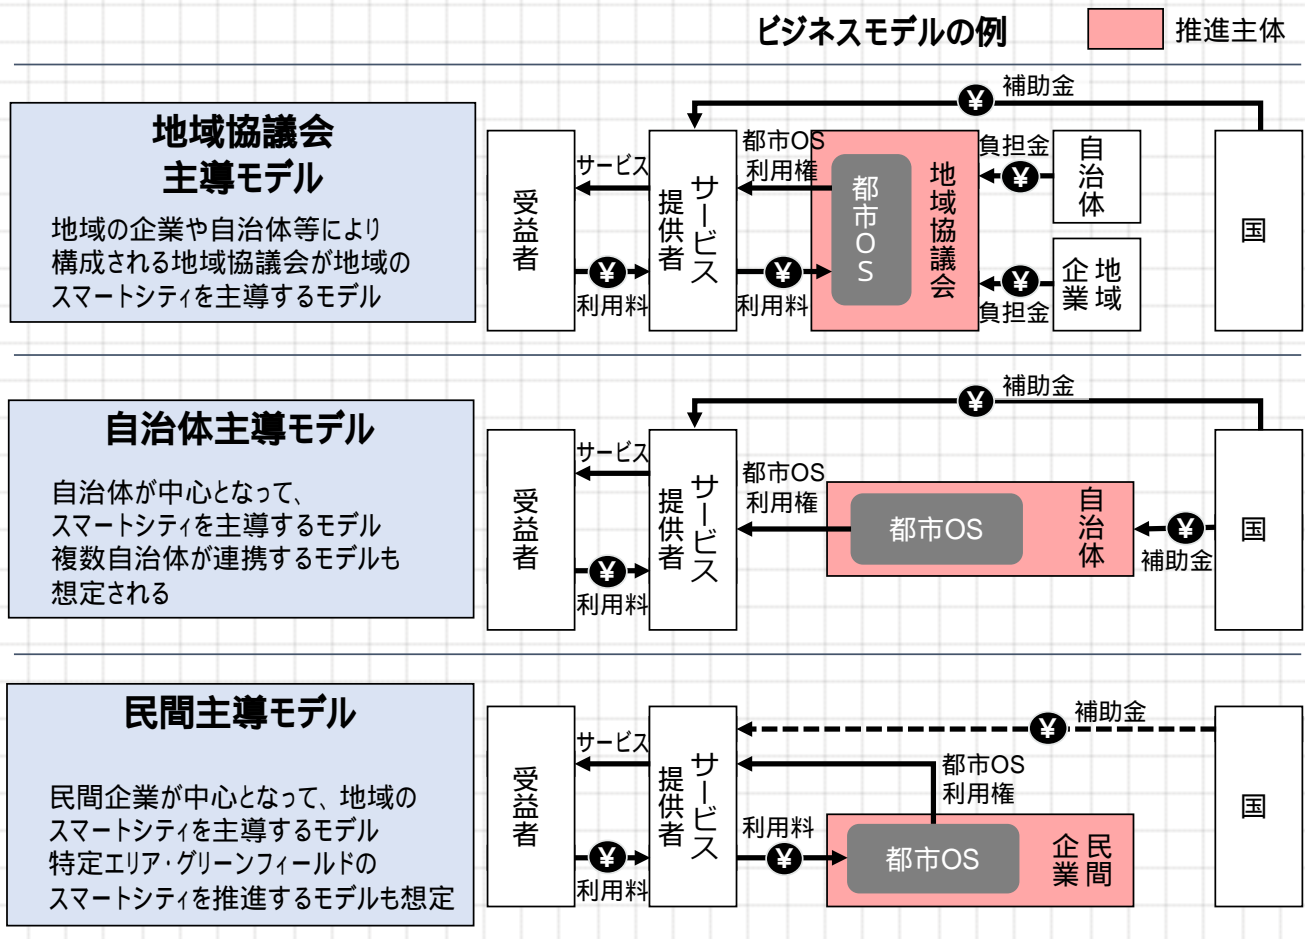 ビジネスモデルの例
推進主体
地域協議会
主導モデル
地域の企業や自治体等により
構成される地域協議会が地域の
スマートシティを主導するモデル
補助金
受益者
サービス
利用料
サービス
提供者
都市OS
利用権
利用料
都市OS
地域協議会
負担金
負担金
自治体
地域
企業
国
自治体主導モデル
自治体が中心となって、
スマートシティを主導するモデル
複数自治体が連携するモデルも
想定される
補助金
受益者
サービス
利用料
サービス
提供者
都市OS
利用権
都市OS
自治体
補助金
国
民間主導モデル
民間企業が中心となって、地域の
スマートシティを主導するモデル
特定エリア・グリーンフィールドの
スマートシティを推進するモデルも想定
補助金
受益者
サービス
利用料
サービス
提供者
都市OS
利用権
利用料
都市OS
民間
企業
国
¥
¥
¥
¥
¥
¥
¥
¥
¥
¥
¥